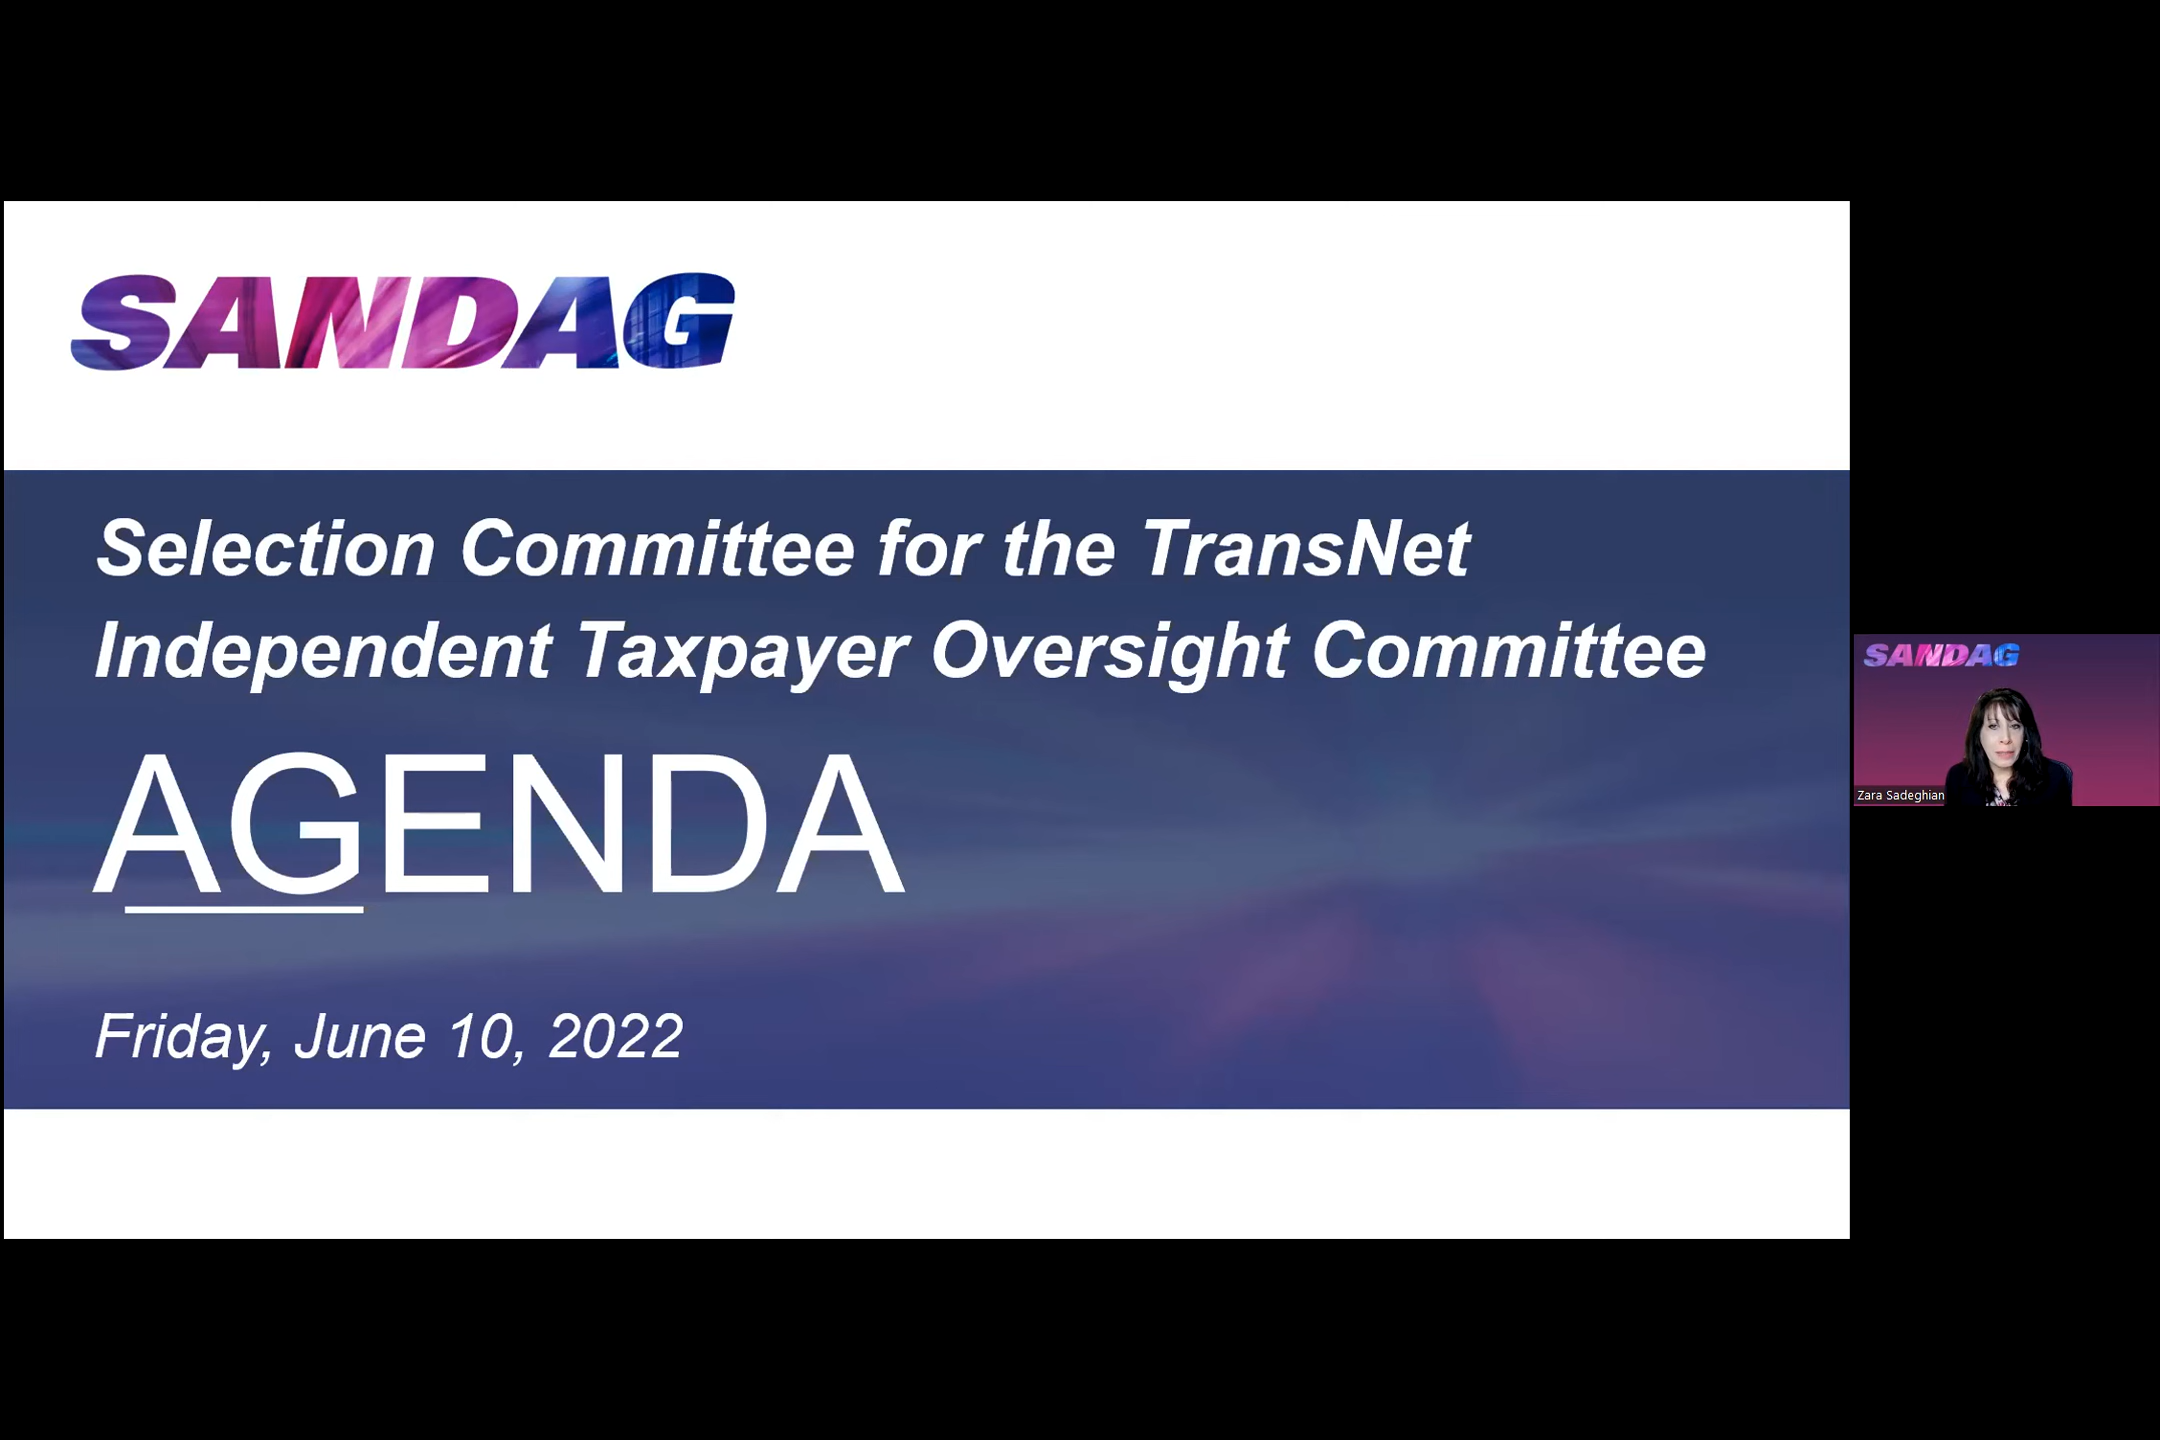 SANDAG
Selection Committee for the TransNet
Independent Taxpayer Oversight Committee
AGENDA
Friday, June 10, 2022
SANDAG
Zara Sadeghian